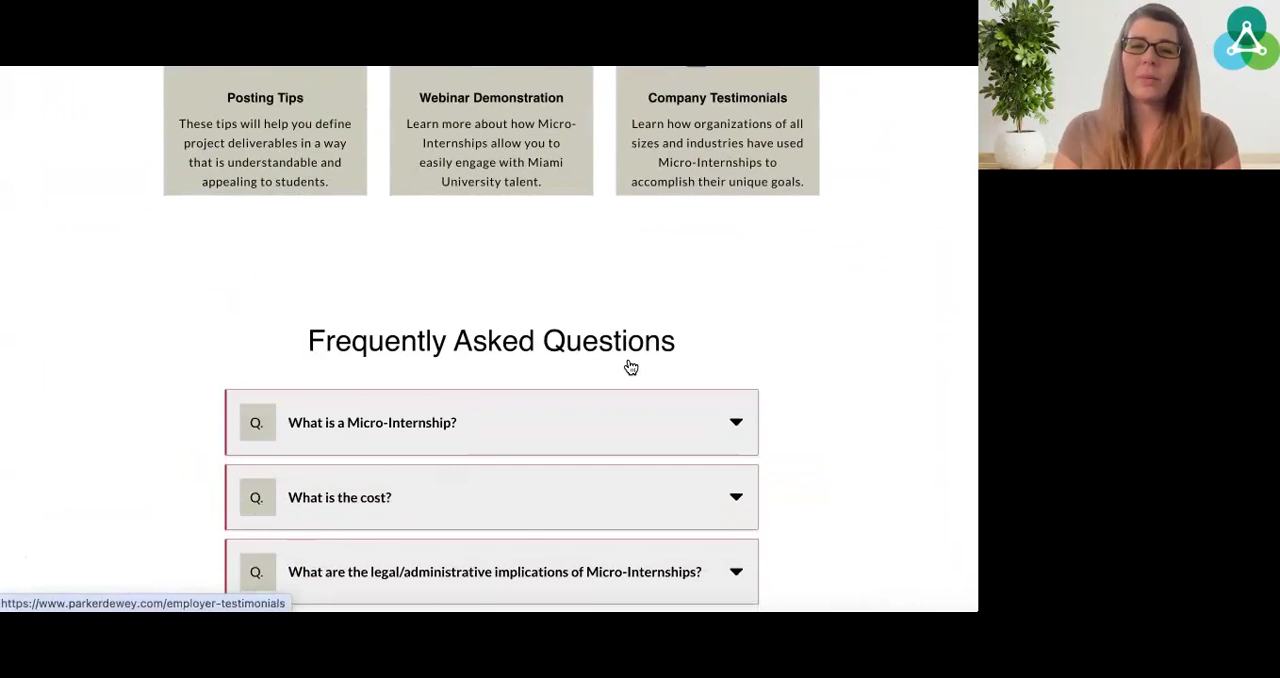 Posting Tips
These tips will help you define
project deliverables in a way
that is understandable and
appealing to students.
Webinar Demonstration
Learn more about how Micro-
Internships allow you to
easily engage with Miami
University talent.
Company Testimonials
Learn how organizations of all
sizes and industries have used
Micro-Internships to
accomplish their unique goals.
Frequently Asked Questions
Q. What is a Micro-Internship?
Q. What is the cost?
Q. What are the legal/administrative implications of Micro-Internships?
https://www.parkerdewey.com/employer-testimonials